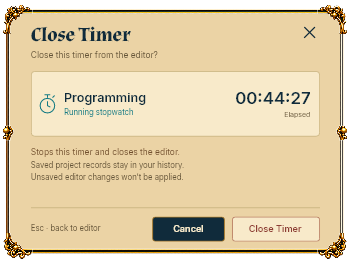 Close Timer
Close this timer from the editor?
Programming
Running stopwatch
00:44:27
Elapsed
Stops this timer and closes the editor.
Saved project records stay in your history.
Unsaved editor changes won't be applied.
Esc · back to editor
Cancel
Close Timer